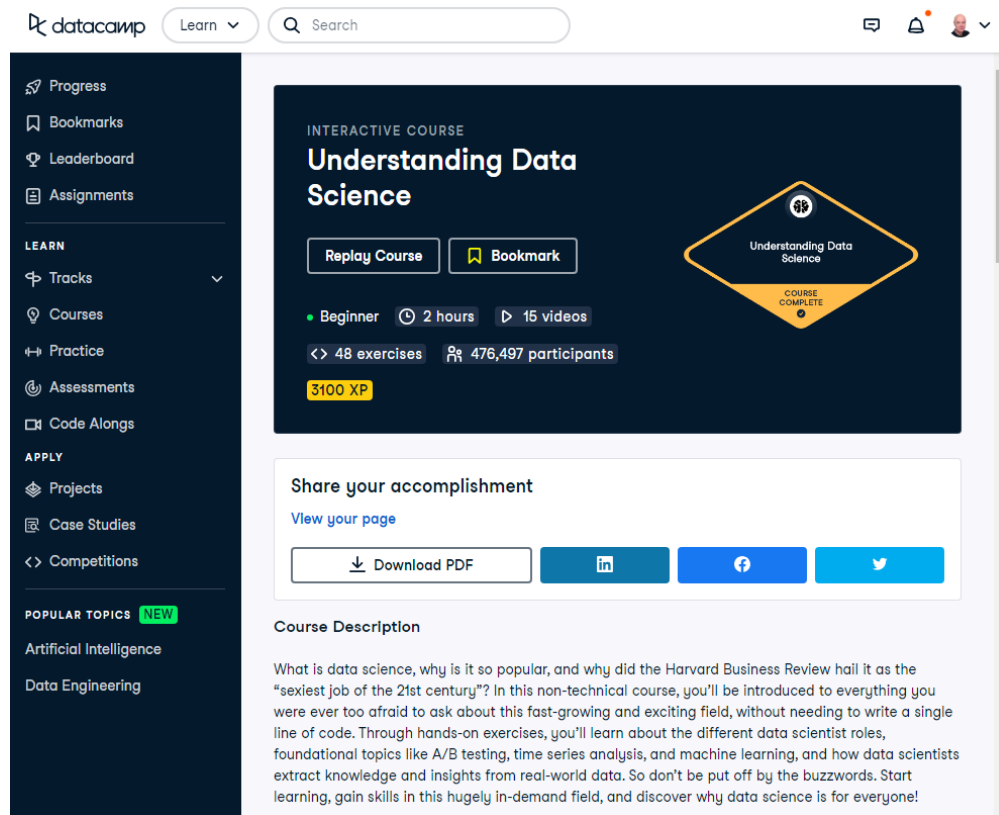 datacamp
Learn
Search
Progress
Bookmarks
Leaderboard
Assignments
LEARN
Tracks
Courses
Practice
Assessments
Code Alongs
APPLY
Projects
Case Studies
Competitions
POPULAR TOPICS NEW
Artificial Intelligence
Data Engineering
INTERACTIVE COURSE
Understanding Data
Science
Replay Course
Bookmark
Beginner
2 hours
15 videos
48 exercises
476,497 participants
3100 XP
Understanding Data
Science
COURSE
COMPLETE
Share your accomplishment
View your page
Download PDF
in
Course Description
What is data science, why is it so popular, and why did the Harvard Business Review hail it as the
“sexiest job of the 21st century”? In this non-technical course, you’ll be introduced to everything you
were ever too afraid to ask about this fast-growing and exciting field, without needing to write a single
line of code. Through hands-on exercises, you’ll learn about the different data scientist roles,
foundational topics like A/B testing, time series analysis, and machine learning, and how data scientists
extract knowledge and insights from real-world data. So don’t be put off by the buzzwords. Start
learning, gain skills in this hugely in-demand field, and discover why data science is for everyone!